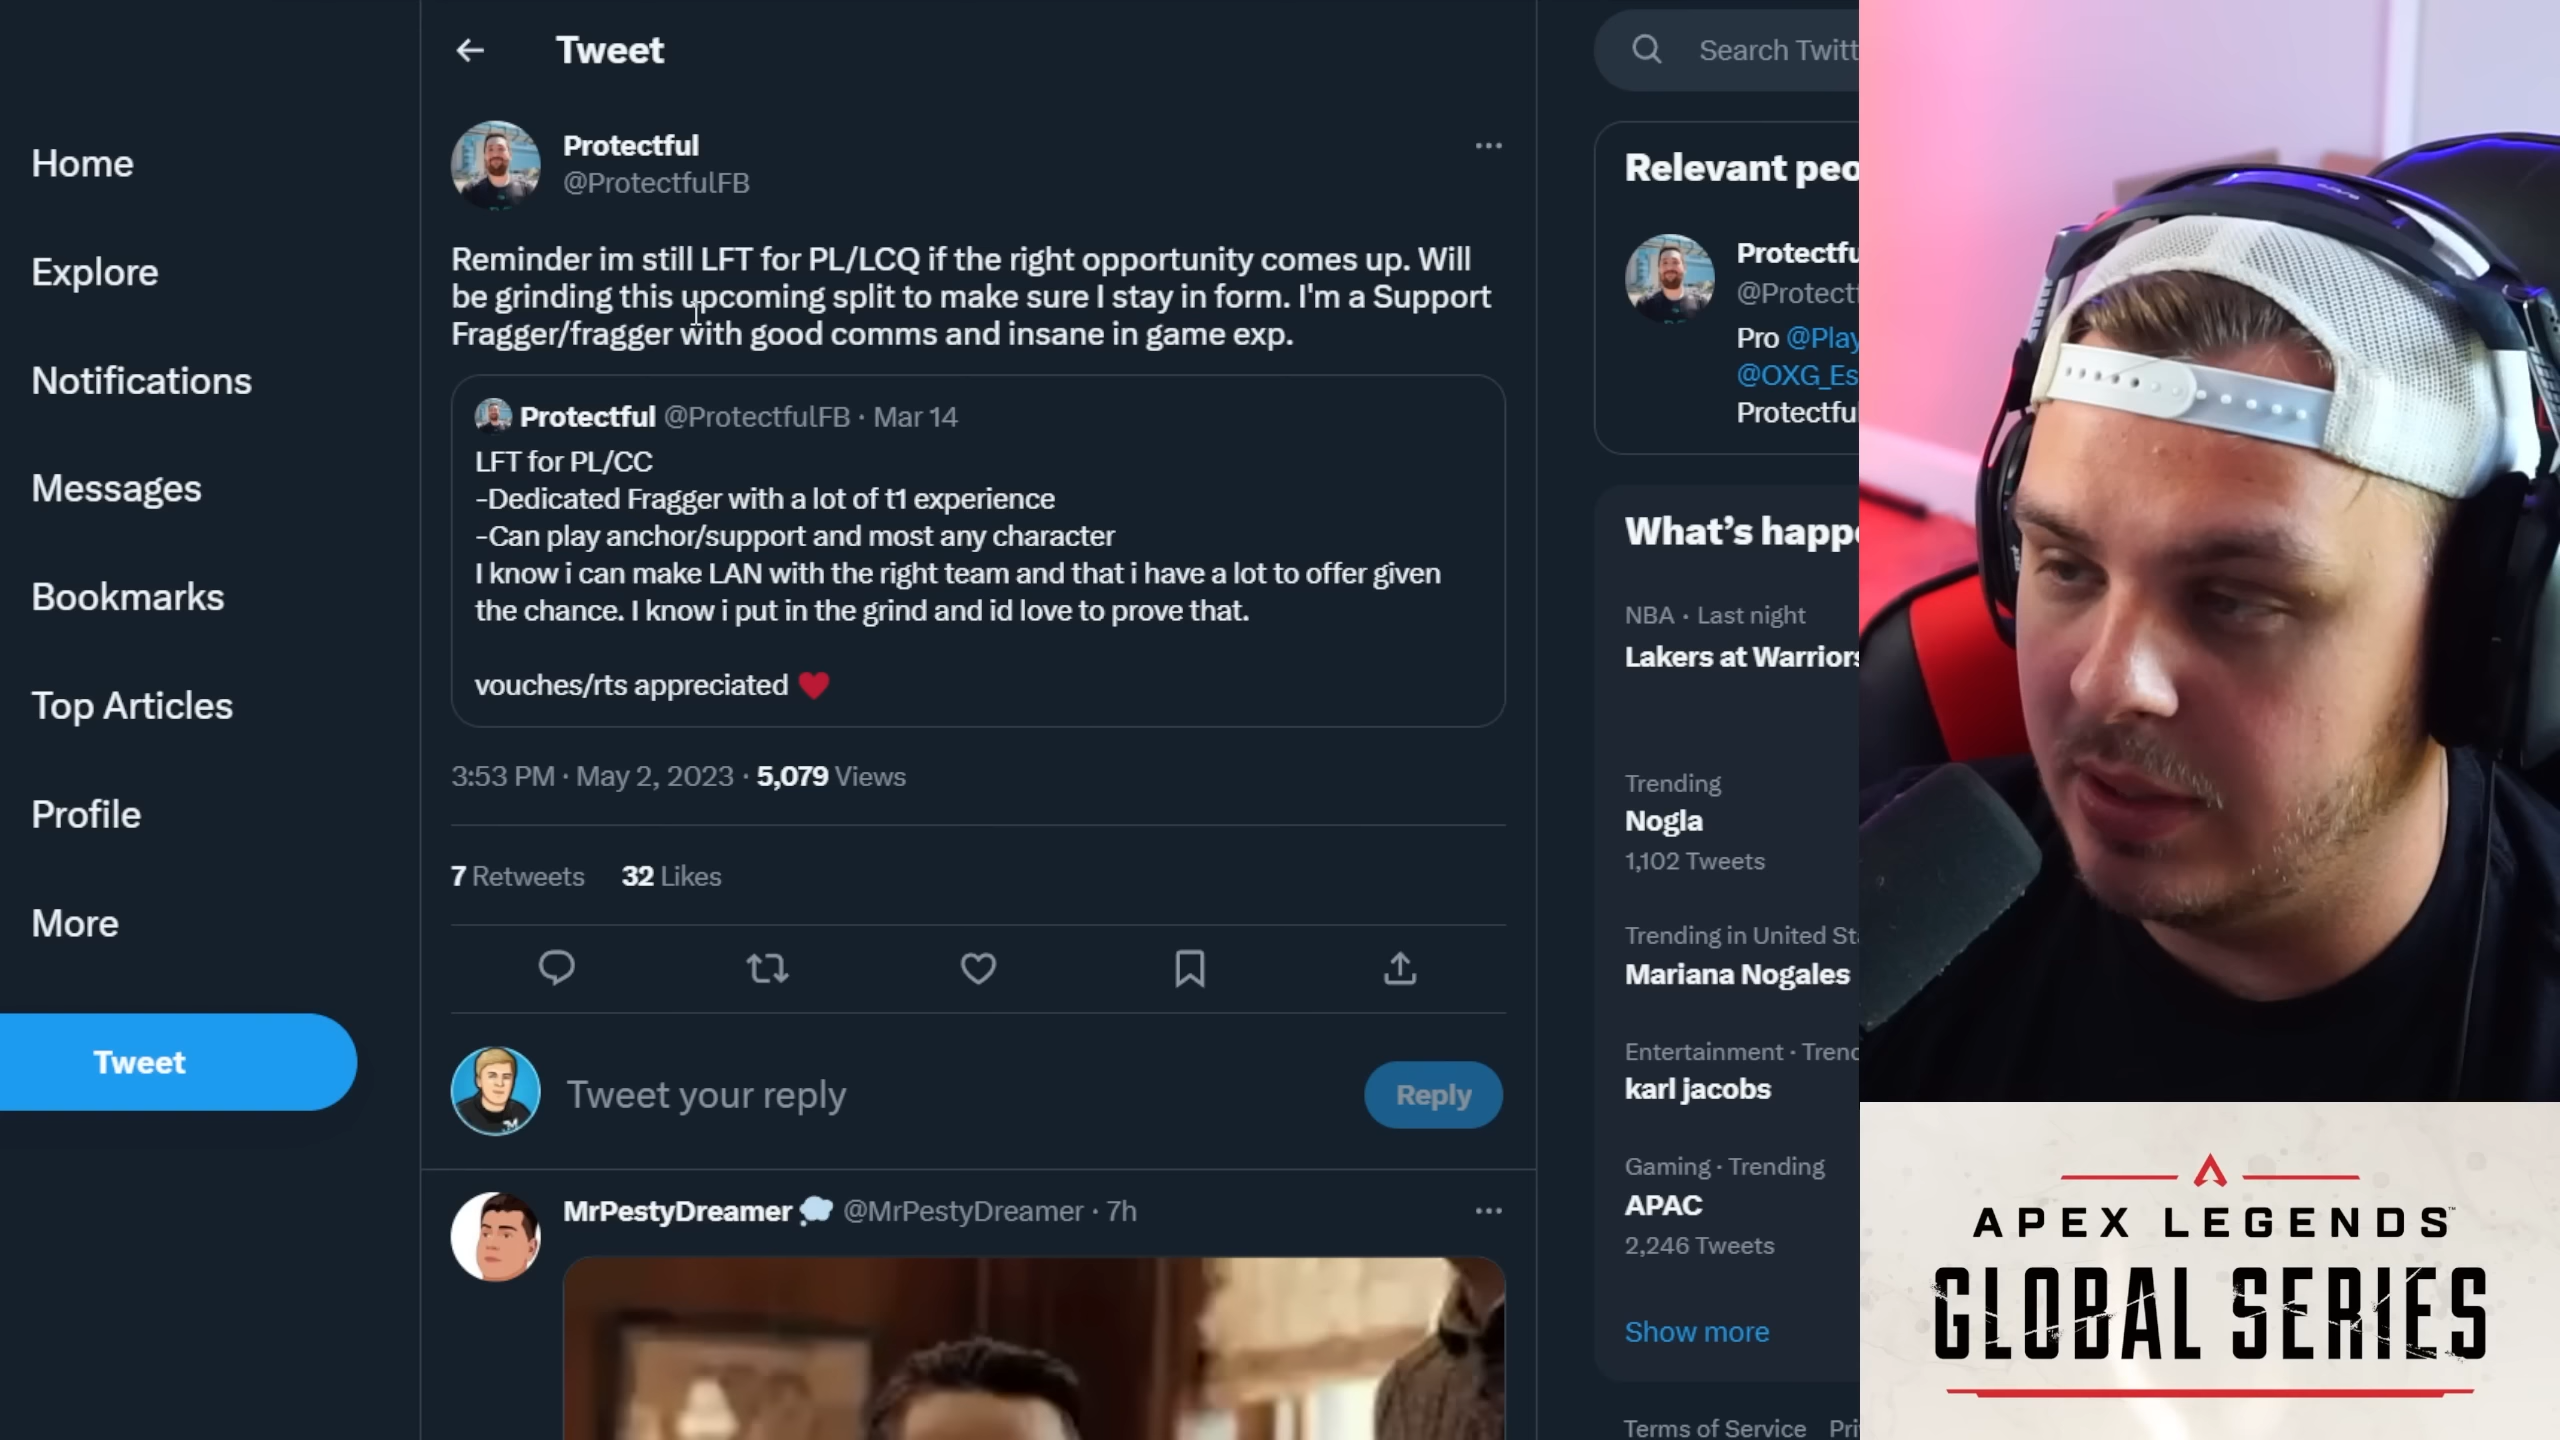 Home
Explore
Notifications
Messages
Bookmarks
Top Articles
Profile
More
Tweet
Tweet
Protectful
@ProtectfulFB
Reminder im still LFT for PL/LCQ if the right opportunity comes up. Will
be grinding this upcoming split to make sure I stay in form. I'm a Support
Fragger/fragger with good comms and insane in game exp.
Protectful @ProtectfulFB · Mar 14
LFT for PL/CC
-Dedicated Fragger with a lot of t1 experience
-Can play anchor/support and most any character
I know i can make LAN with the right team and that i have a lot to offer given
the chance. I know i put in the grind and id love to prove that.
vouches/rts appreciated ❤️
3:53 PM · May 2, 2023 · 5,079 Views
7 Retweets 32 Likes
Tweet your reply
Reply
MrPestyDreamer 💭 @MrPestyDreamer · 7h
Search Twitt
Relevant peo
Protectfu
@Protectf
Pro @Play
@OXG_Es
Protectful
What's happe
NBA · Last night
Lakers at Warriors
Trending
Nogla
1,102 Tweets
Trending in United Sta
Mariana Nogales
Entertainment · Trend
karl jacobs
Gaming · Trending
APAC
2,246 Tweets
Show more
Terms of Service Pri
APEX LEGENDS™
GLOBAL SERIES